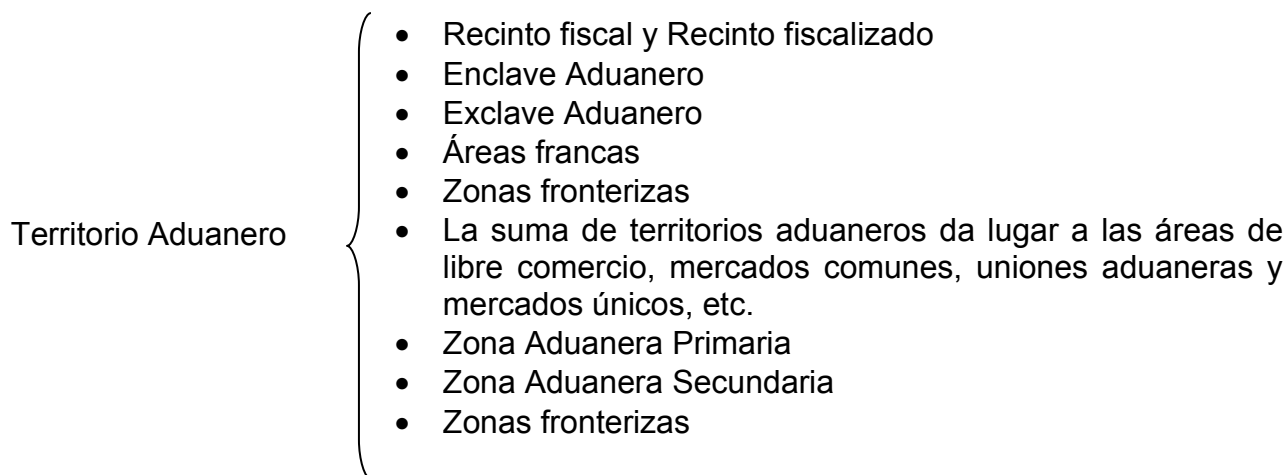 Territorio Aduanero
• Recinto fiscal y Recinto fiscalizado
• Enclave Aduanero
• Exclave Aduanero
• Áreas francas
• Zonas fronterizas
• La suma de territorios aduaneros da lugar a las áreas de
libre comercio, mercados comunes, uniones aduaneras y
mercados únicos, etc.
• Zona Aduanera Primaria
• Zona Aduanera Secundaria
• Zonas fronterizas